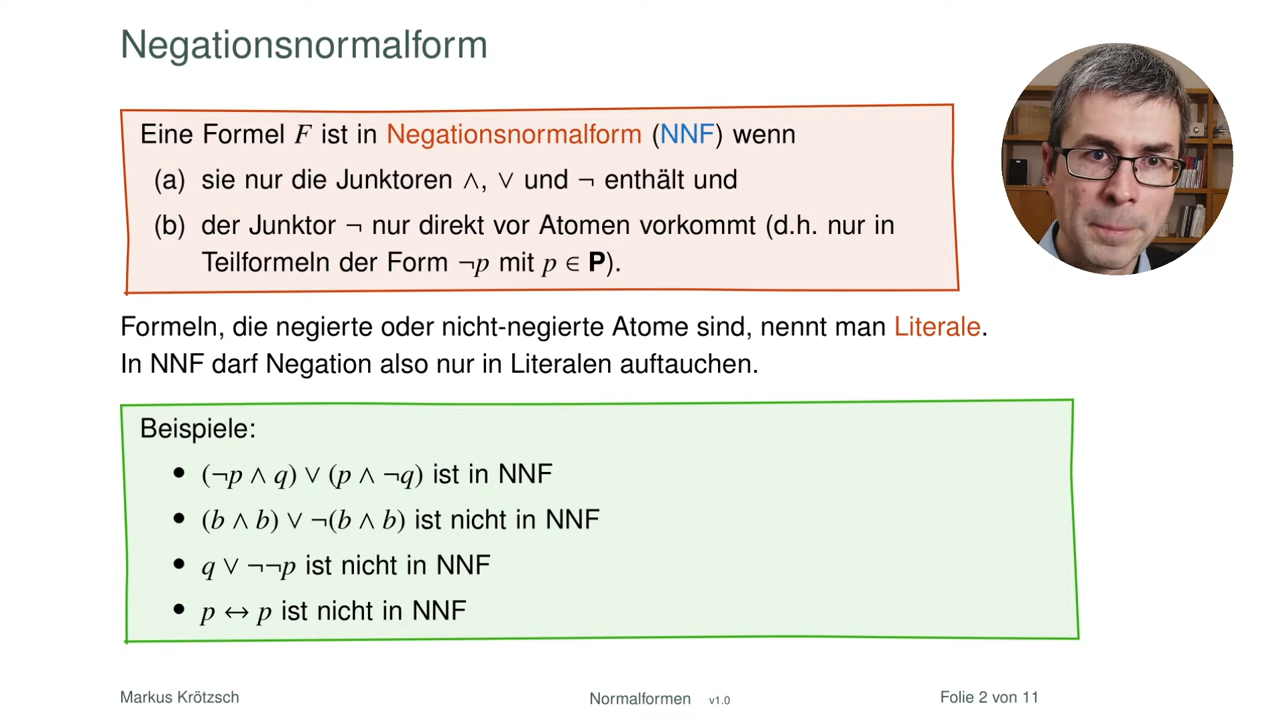 Negationsnormalform
Eine Formel F ist in Negationsnormalform (NNF) wenn
(a) sie nur die Junktoren ∧, ∨ und ¬ enthält und
(b) der Junktor ¬ nur direkt vor Atomen vorkommt (d.h. nur in
Teilformeln der Form ¬p mit p ∈ P).
Formeln, die negierte oder nicht-negierte Atome sind, nennt man Literale.
In NNF darf Negation also nur in Literalen auftauchen.
Beispiele:
• (¬p ∧ q) ∨ (p ∧ ¬q) ist in NNF
• (b ∧ b) ∨ ¬(b ∧ b) ist nicht in NNF
• q ∨ ¬¬p ist nicht in NNF
• p ↔ p ist nicht in NNF
Markus Krötzsch Normalformen v1.0 Folie 2 von 11